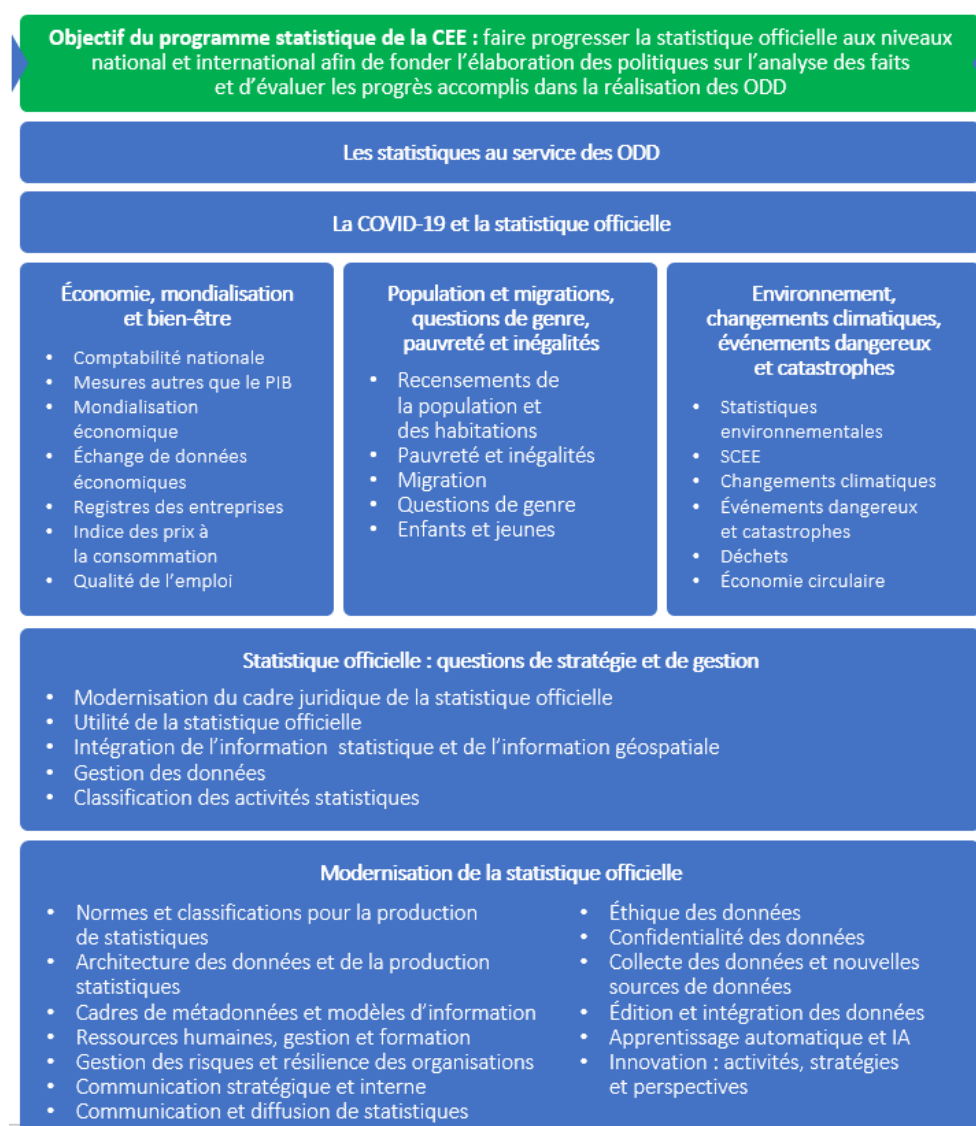 Objectif du programme statistique de la CEE : faire progresser la statistique officielle aux niveaux
national et international afin de fonder l’élaboration des politiques sur l’analyse des faits
et d’évaluer les progrès accomplis dans la réalisation des ODD
Les statistiques au service des ODD
La COVID-19 et la statistique officielle
Économie, mondialisation
et bien-être
• Comptabilité nationale
• Mesures autres que le PIB
• Mondialisation
économique
• Échange de données
économiques
• Registres des entreprises
• Indice des prix à
la consommation
• Qualité de l’emploi
Population et migrations,
questions de genre,
pauvreté et inégalités
• Recensements de
la population et
des habitations
• Pauvreté et inégalités
• Migration
• Questions de genre
• Enfants et jeunes
Environnement,
changements climatiques,
événements dangereux
et catastrophes
• Statistiques
environnementales
• SCEE
• Changements climatiques
• Événements dangereux
et catastrophes
• Déchets
• Économie circulaire
Statistique officielle : questions de stratégie et de gestion
• Modernisation du cadre juridique de la statistique officielle
• Utilité de la statistique officielle
• Intégration de l’information statistique et de l’information géospatiale
• Gestion des données
• Classification des activités statistiques
Modernisation de la statistique officielle
• Normes et classifications pour la production
de statistiques
• Architecture des données et de la production
statistiques
• Cadres de métadonnées et modèles d’information
• Ressources humaines, gestion et formation
• Gestion des risques et résilience des organisations
• Communication stratégique et interne
• Communication et diffusion de statistiques
• Éthique des données
• Confidentialité des données
• Collecte des données et nouvelles
sources de données
• Édition et intégration des données
• Apprentissage automatique et IA
• Innovation : activités, stratégies
et perspectives